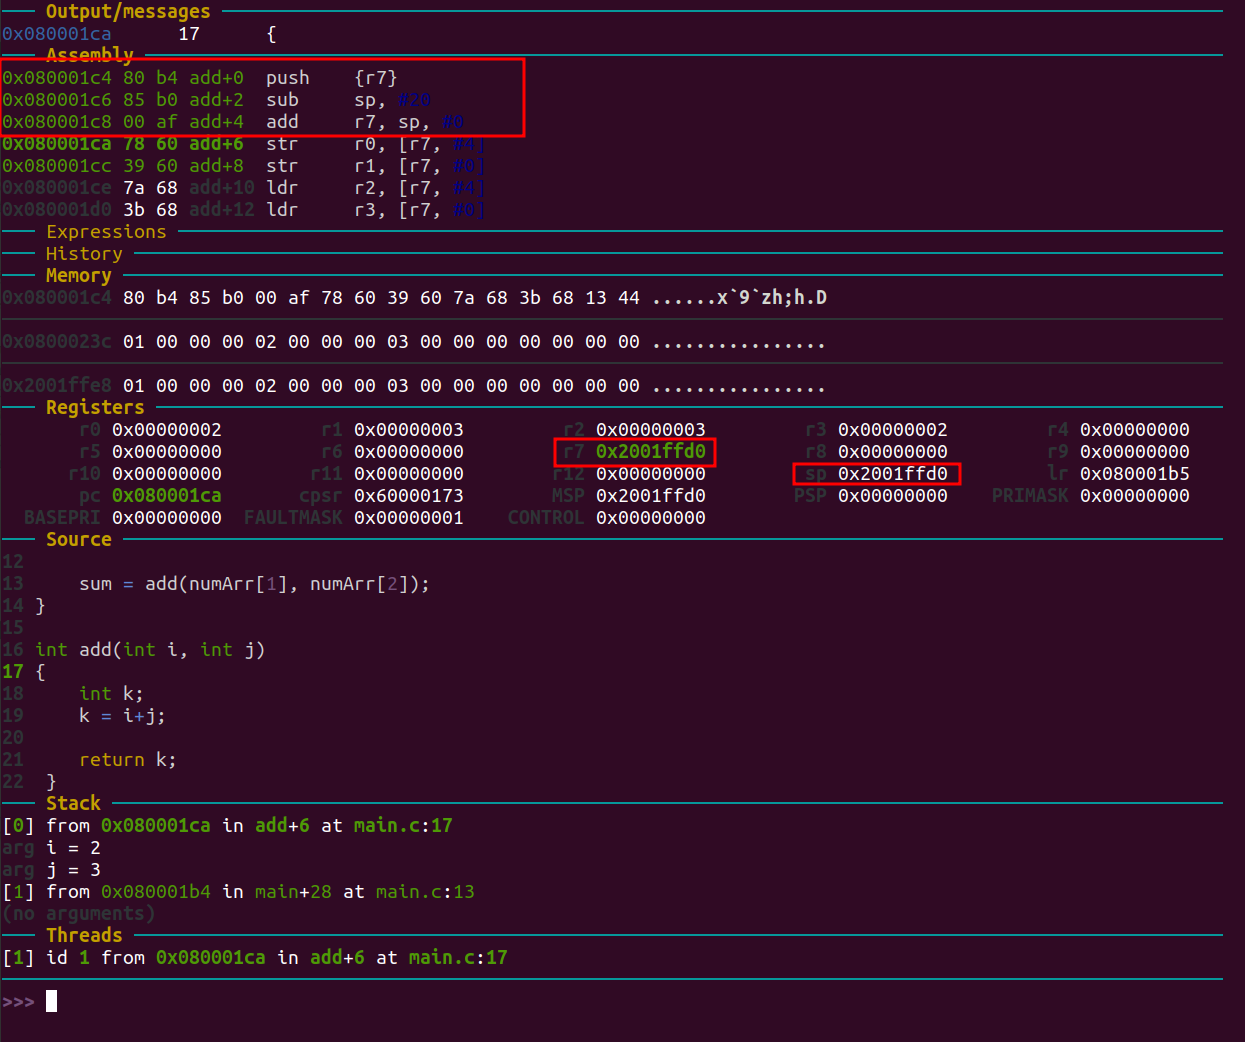 Output/messages
0x080001ca 17 {
Assembly
0x080001c4 80 b4 add+0 push {r7}
0x080001c6 85 b0 add+2 sub sp, #20
0x080001c8 00 af add+4 add r7, sp, #0
0x080001ca 78 60 add+6 str r0, [r7, #4]
0x080001cc 39 60 add+8 str r1, [r7, #0]
0x080001ce 7a 68 add+10 ldr r2, [r7, #4]
0x080001d0 3b 68 add+12 ldr r3, [r7, #0]
Expressions
History
Memory
0x080001c4 80 b4 85 b0 00 af 78 60 39 60 7a 68 3b 68 13 44 ......x`9`zh;h.D
0x0800023c 01 00 00 00 02 00 00 00 03 00 00 00 00 00 00 00 ................
0x2001ffe8 01 00 00 00 02 00 00 00 03 00 00 00 00 00 00 00 ................
Registers
r0 0x00000002 r1 0x00000003 r2 0x00000003 r3 0x00000002 r4 0x00000000
r5 0x00000000 r6 0x00000000 r7 0x2001ffd0 r8 0x00000000 r9 0x00000000
r10 0x00000000 r11 0x00000000 r12 0x00000000 sp 0x2001ffd0 lr 0x080001b5
pc 0x080001ca cpsr 0x60000173 MSP 0x2001ffd0 PSP 0x00000000 PRIMASK 0x00000000
BASEPRI 0x00000000 FAULTMASK 0x00000001 CONTROL 0x00000000
Source
12
13 sum = add(numArr[1], numArr[2]);
14 }
15
16 int add(int i, int j)
17 {
18 int k;
19 k = i+j;
20
21 return k;
22 }
Stack
[0] from 0x080001ca in add+6 at main.c:17
arg i = 2
arg j = 3
[1] from 0x080001b4 in main+28 at main.c:13
(no arguments)
Threads
[1] id 1 from 0x080001ca in add+6 at main.c:17
>>>